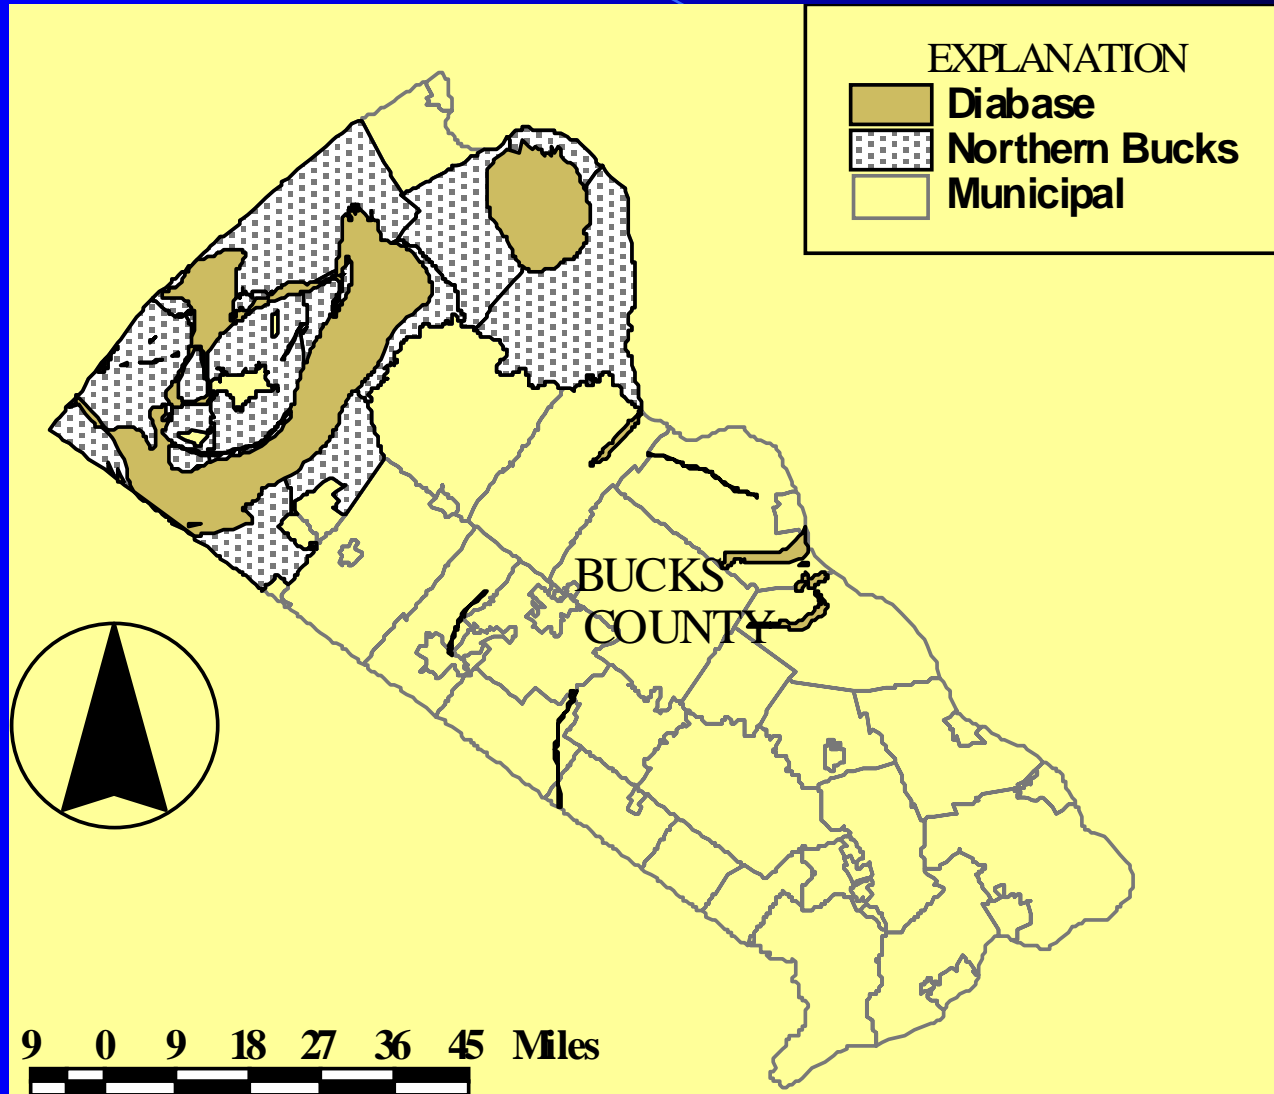 EXPLANATION
Diabase
Northern Bucks
Municipal
BUCKS
COUNTY
9 0 9 18 27 36 45 Miles